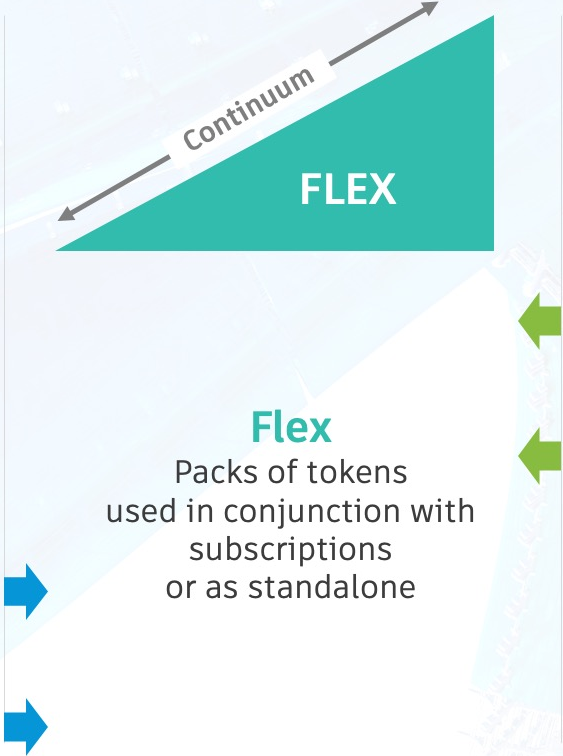 Continuum
FLEX
Flex
Packs of tokens
used in conjunction with
subscriptions
or as standalone